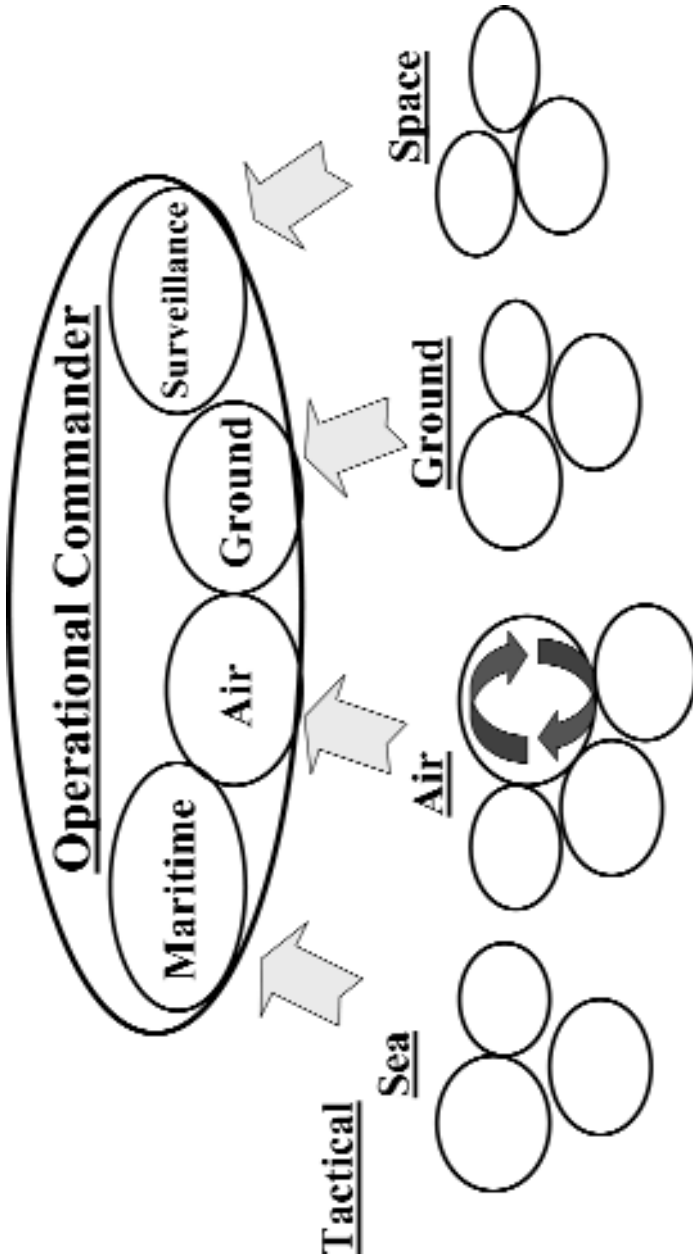 Operational Commander
Maritime
Air
Ground
Surveillance
Tactical
Sea
Air
Ground
Space